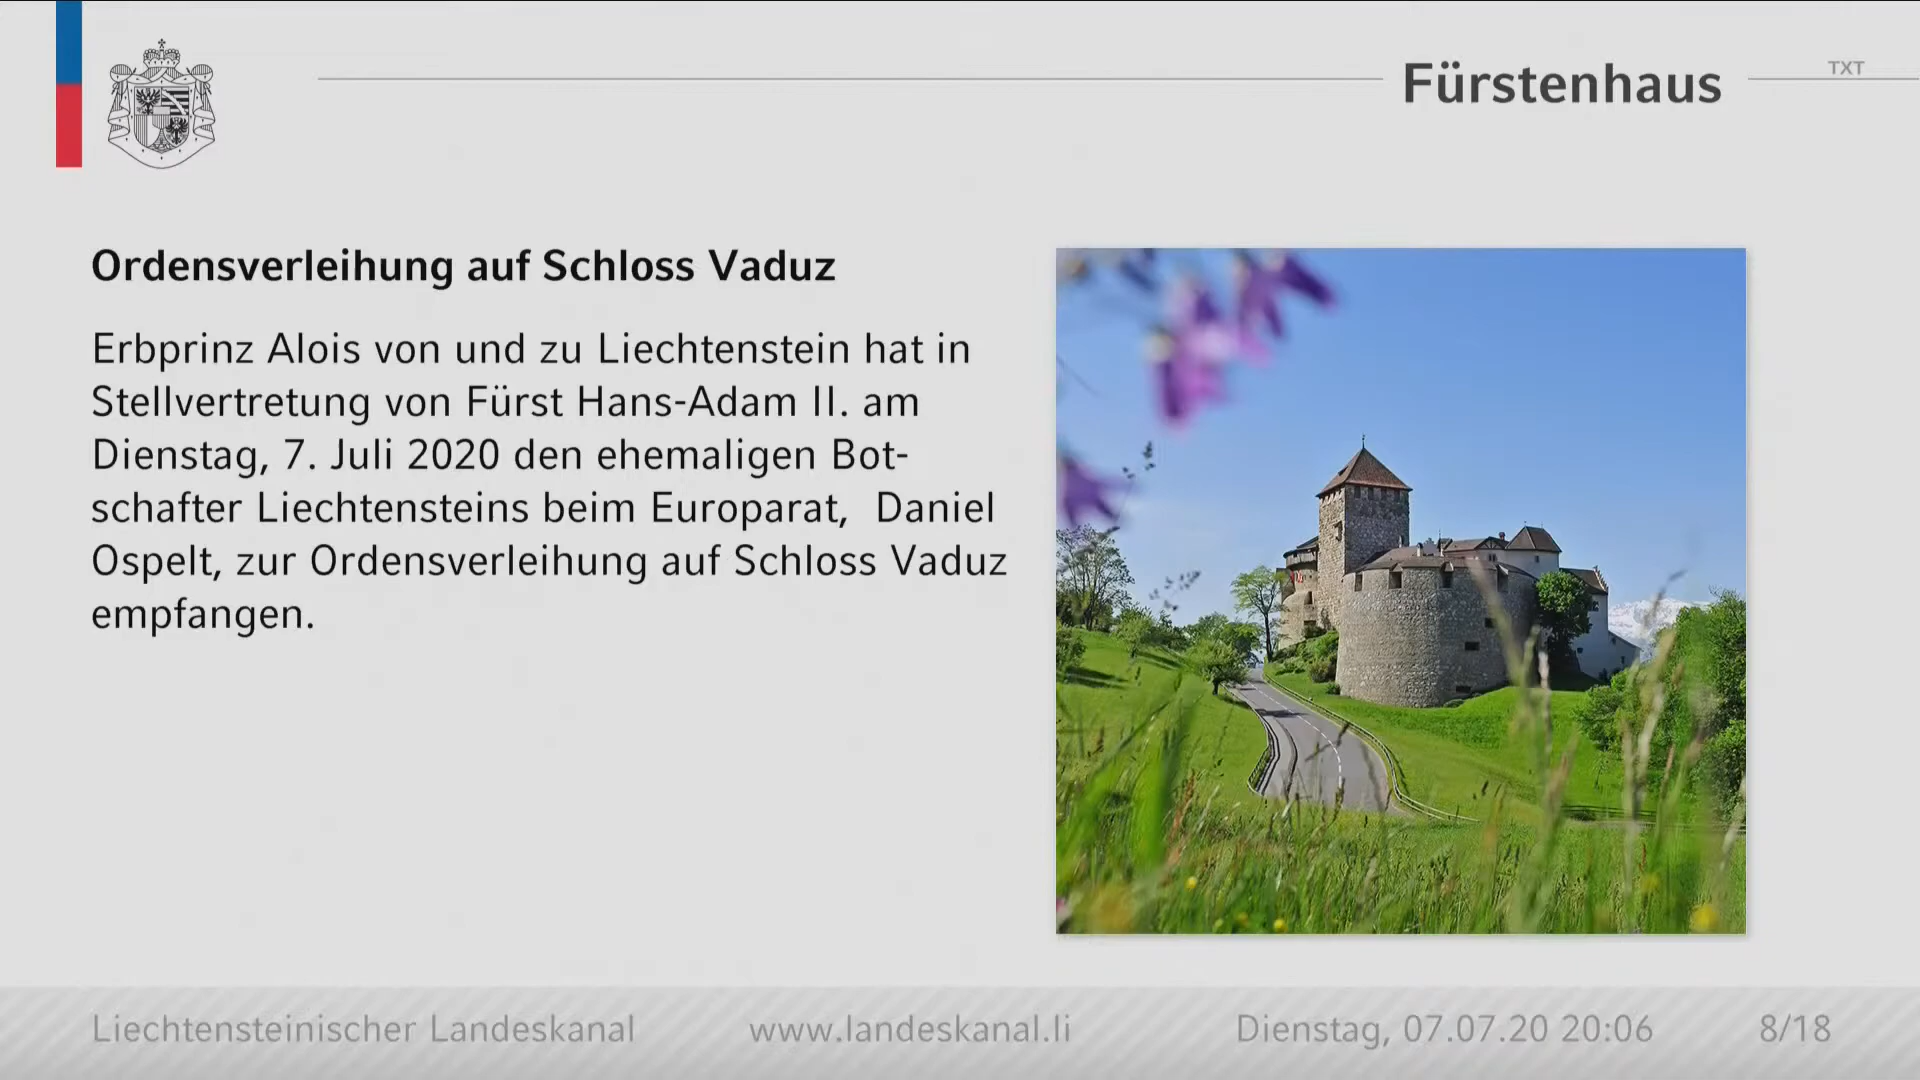 Fürstenhaus
TXT
Ordensverleihung auf Schloss Vaduz
Erbprinz Alois von und zu Liechtenstein hat in
Stellvertretung von Fürst Hans-Adam II. am
Dienstag, 7. Juli 2020 den ehemaligen Bot-
schafter Liechtensteins beim Europarat,  Daniel
Ospelt, zur Ordensverleihung auf Schloss Vaduz
empfangen.
Liechtensteinischer Landeskanal www.landeskanal.li Dienstag, 07.07.20 20:06 8/18